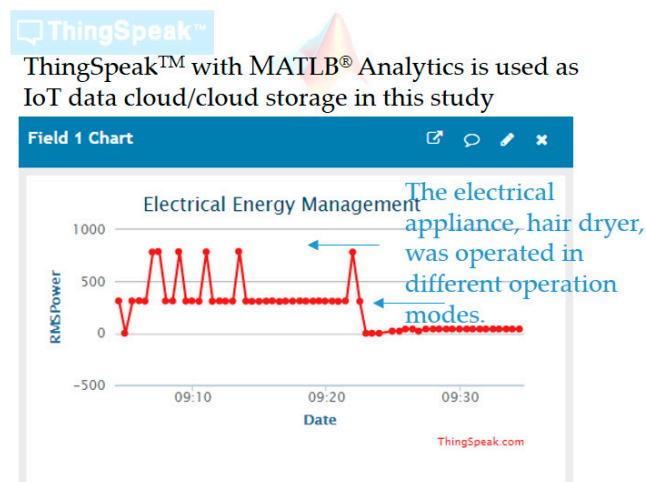 ThingSpeak™
ThingSpeak™ with MATLB® Analytics is used as
IoT data cloud/cloud storage in this study
Field 1 Chart
Electrical Energy Management
The electrical
appliance, hair dryer,
was operated in
different operation
modes.
1000
500
0
-500
RMSPower
09:10
09:20
09:30
Date
ThingSpeak.com